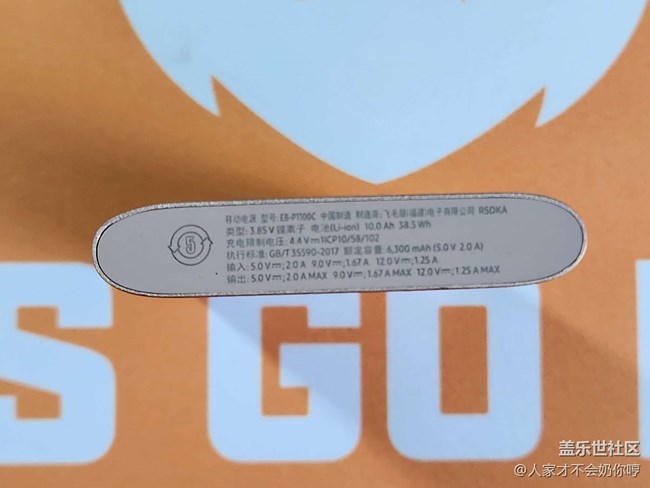 移动电源 型号: EB-P1100C 中国制造 制造商: 飞毛腿(福建)电子有限公司 RSDKA
类型: 3.85 V 锂离子 电池(Li-ion) 10.0 Ah 38.5 Wh
充电限制电压: 4.4 V⎓1ICP10/58/102
执行标准: GB/T 35590-2017 额定容量: 6,300 mAh (5.0 V 2.0 A)
输入: 5.0 V⎓; 2.0 A 9.0 V⎓; 1.67 A 12.0 V⎓; 1.25 A
输出: 5.0 V⎓; 2.0 A MAX 9.0 V⎓; 1.67 A MAX 12.0 V⎓; 1.25 A MAX
5
S GO
盖乐世社区
@人家才不会奶你哼